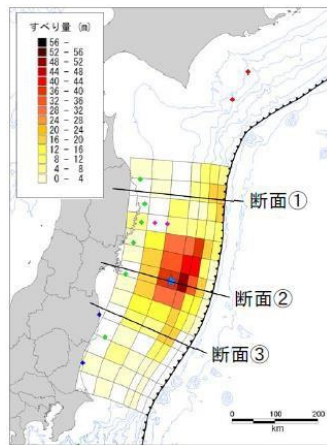 すべり量 (m)
56 -
52 - 56
48 - 52
44 - 48
40 - 44
36 - 40
32 - 36
28 - 32
24 - 28
20 - 24
16 - 20
12 - 16
8 - 12
4 - 8
0 - 4
断面①
断面②
断面③
0 100 200
km